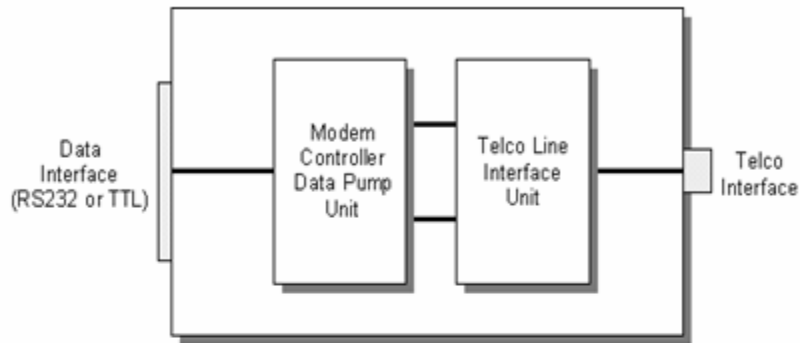 Data
Interface
(RS232 or TTL)
Modem
Controller
Data Pump
Unit
Telco Line
Interface
Unit
Telco
Interface